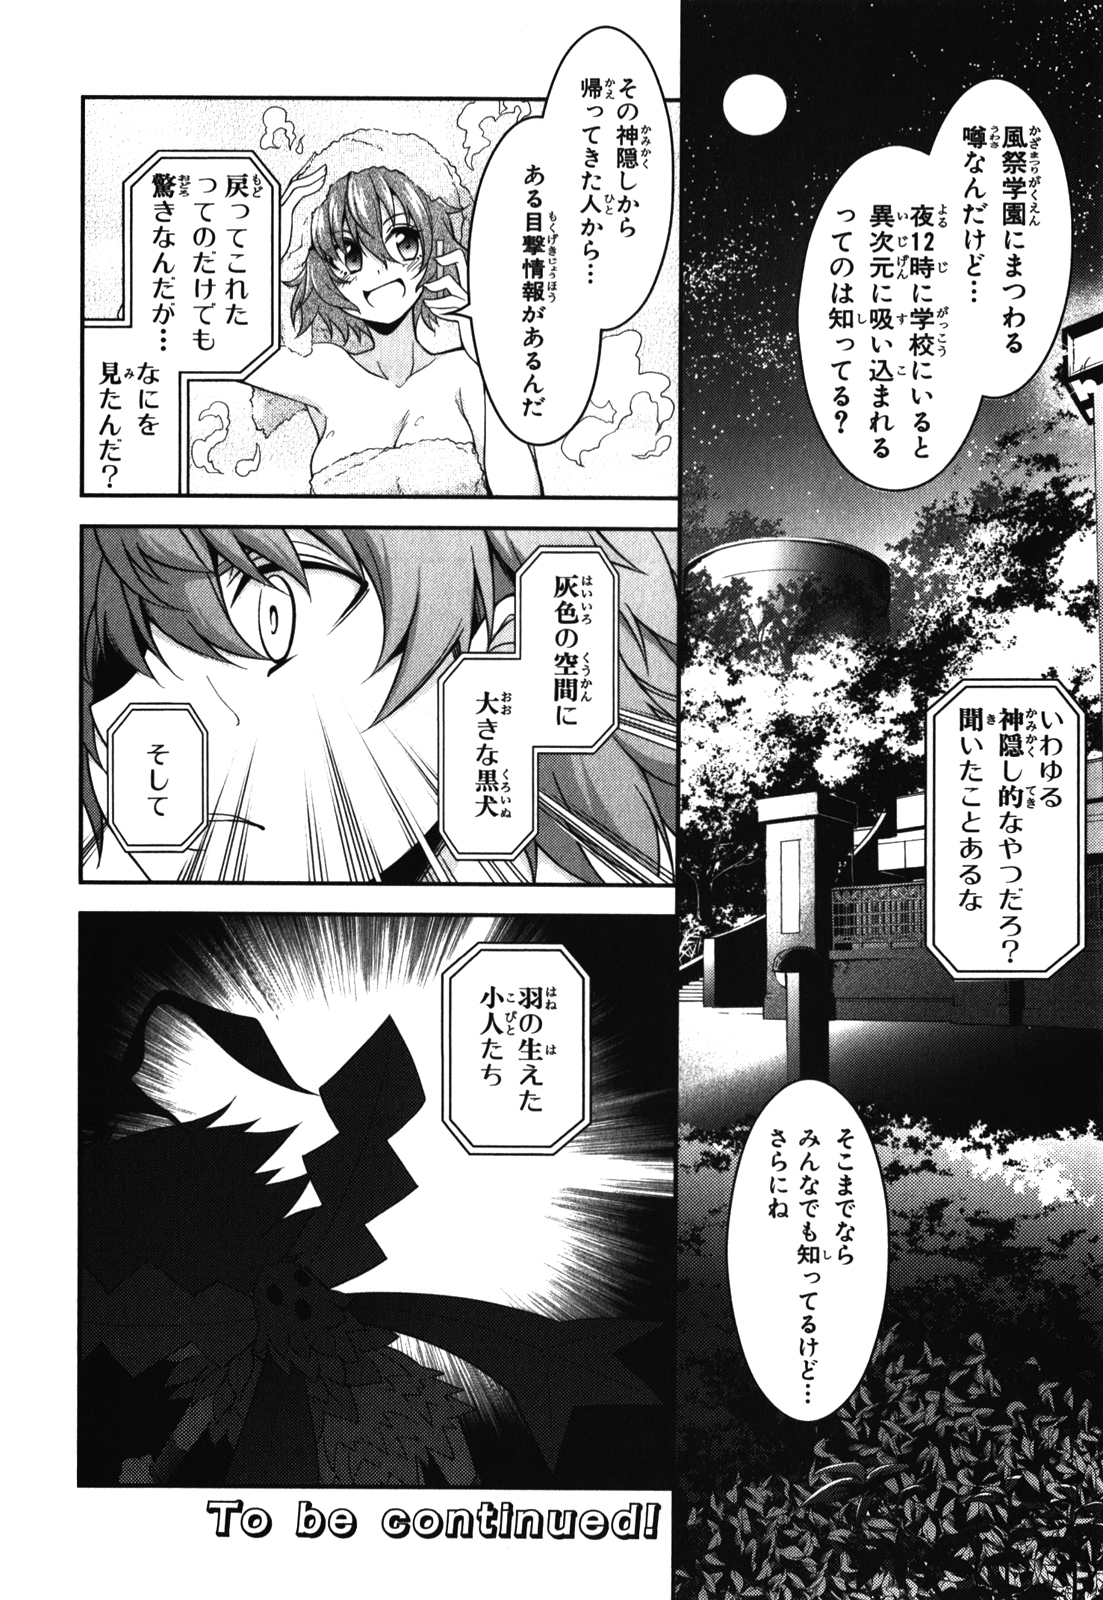 風祭学園にまつわる
噂なんだけど…
夜12時に学校にいると
異次元に吸い込まれる
ってのは知ってる?
いわゆる
神隠し的なやつだろ?
聞いたことあるな
そこまでなら
みんなでも知ってるけど…
さらにね
その神隠しから
帰ってきた人から…
ある目撃情報があるんだ
戻ってこれた
ってのだけでも
驚きなんだが…
なにを
見たんだ?
灰色の空間に
大きな黒犬
そして
羽の生えた
小人たち
To be continued!